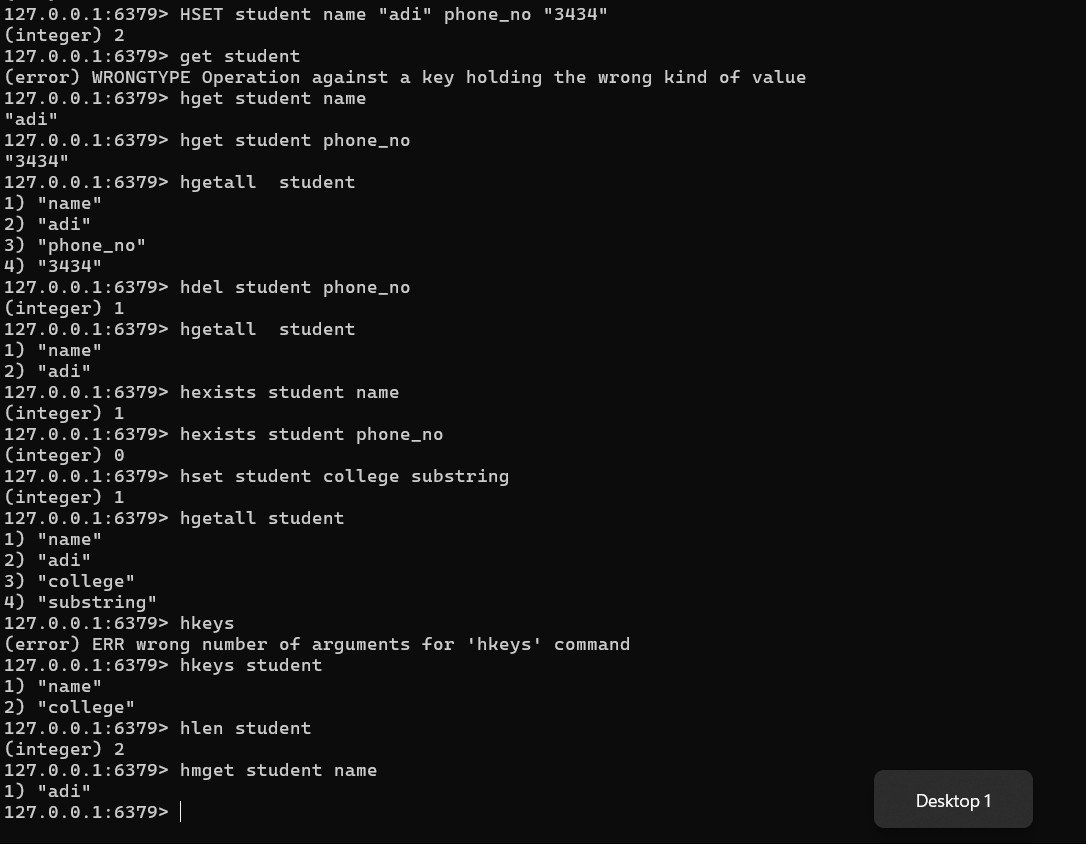 127.0.0.1:6379> HSET student name "adi" phone_no "3434"
(integer) 2
127.0.0.1:6379> get student
(error) WRONGTYPE Operation against a key holding the wrong kind of value
127.0.0.1:6379> hget student name
"adi"
127.0.0.1:6379> hget student phone_no
"3434"
127.0.0.1:6379> hgetall  student
1) "name"
2) "adi"
3) "phone_no"
4) "3434"
127.0.0.1:6379> hdel student phone_no
(integer) 1
127.0.0.1:6379> hgetall  student
1) "name"
2) "adi"
127.0.0.1:6379> hexists student name
(integer) 1
127.0.0.1:6379> hexists student phone_no
(integer) 0
127.0.0.1:6379> hset student college substring
(integer) 1
127.0.0.1:6379> hgetall student
1) "name"
2) "adi"
3) "college"
4) "substring"
127.0.0.1:6379> hkeys
(error) ERR wrong number of arguments for 'hkeys' command
127.0.0.1:6379> hkeys student
1) "name"
2) "college"
127.0.0.1:6379> hlen student
(integer) 2
127.0.0.1:6379> hmget student name
1) "adi"
127.0.0.1:6379>
Desktop 1